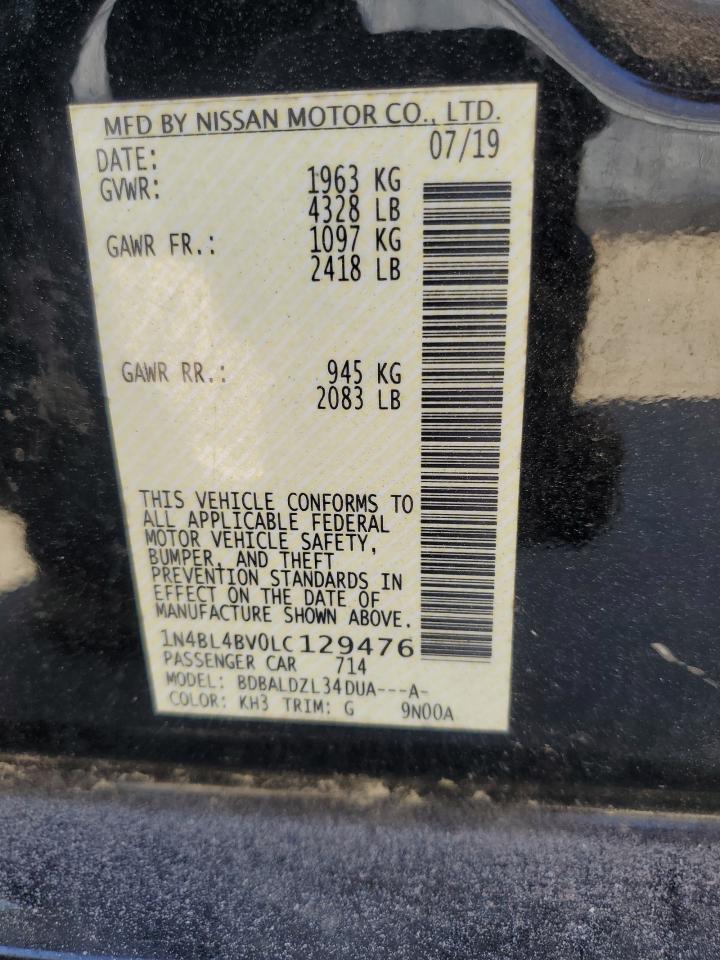 MFD BY NISSAN MOTOR CO., LTD.
DATE: 07/19
GVWR: 1963 KG
4328 LB
GAWR FR.: 1097 KG
2418 LB
GAWR RR.: 945 KG
2083 LB
THIS VEHICLE CONFORMS TO
ALL APPLICABLE FEDERAL
MOTOR VEHICLE SAFETY,
BUMPER, AND THEFT
PREVENTION STANDARDS IN
EFFECT ON THE DATE OF
MANUFACTURE SHOWN ABOVE.
1N4BL4BV0LC129476
PASSENGER CAR 714
MODEL: BDBALDZL34DUA---A-
COLOR: KH3 TRIM: G 9N00A